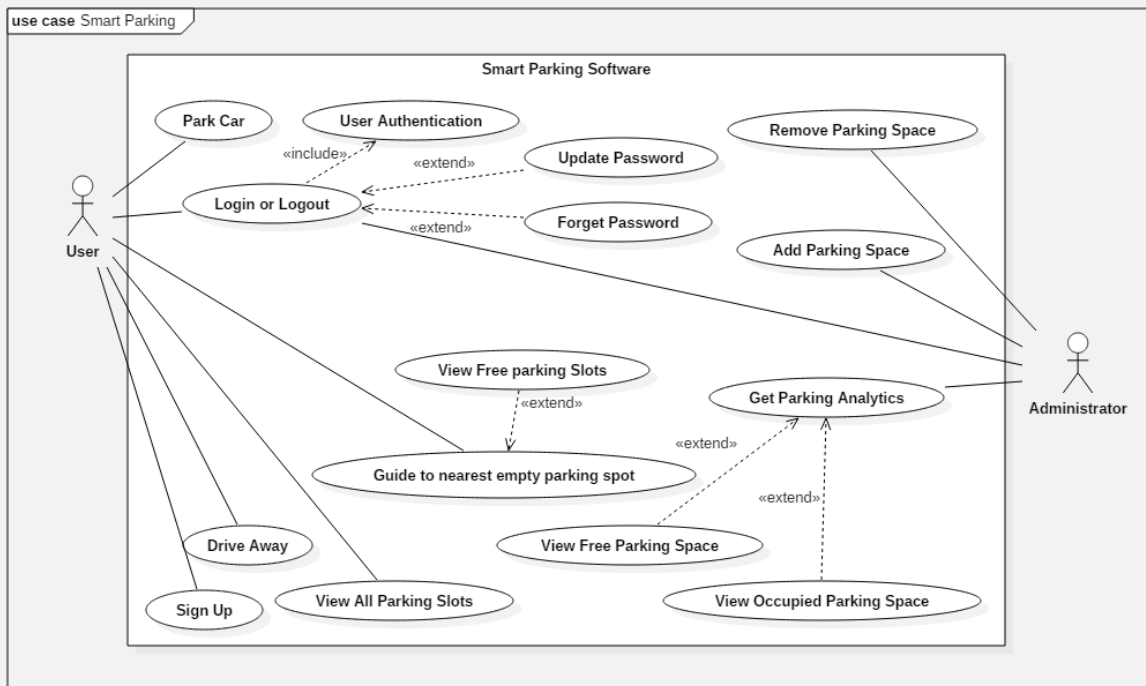 use case Smart Parking
Smart Parking Software
Park Car
User Authentication
Remove Parking Space
«include»
«extend»
Update Password
Login or Logout
Forget Password
«extend»
User
Add Parking Space
View Free parking Slots
«extend»
Get Parking Analytics
Administrator
«extend»
Guide to nearest empty parking spot
«extend»
Drive Away
View Free Parking Space
Sign Up
View All Parking Slots
View Occupied Parking Space